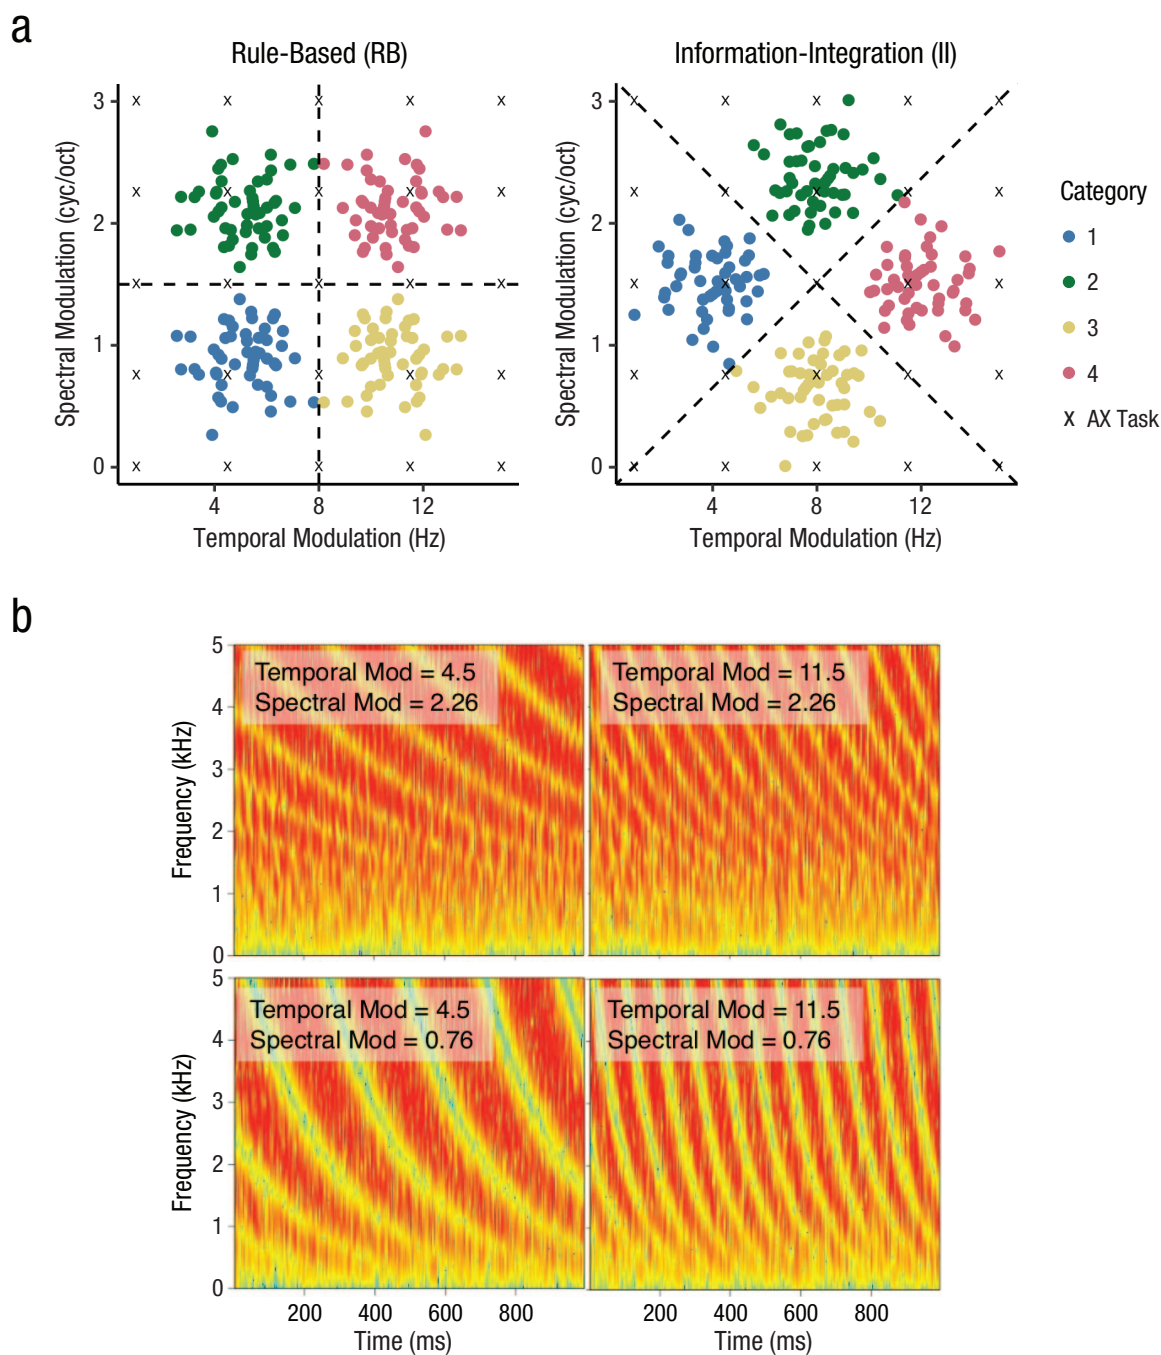 a
Rule-Based (RB)
Information-Integration (II)
3
2
1
0
Spectral Modulation (cyc/oct)
4
8
12
Temporal Modulation (Hz)
3
2
1
0
Spectral Modulation (cyc/oct)
4
8
12
Temporal Modulation (Hz)
Category
1
2
3
4
x AX Task
b
Temporal Mod = 4.5
Spectral Mod = 2.26
Temporal Mod = 11.5
Spectral Mod = 2.26
5
4
3
2
1
0
Frequency (kHz)
Temporal Mod = 4.5
Spectral Mod = 0.76
Temporal Mod = 11.5
Spectral Mod = 0.76
5
4
3
2
1
0
Frequency (kHz)
200
400
600
800
Time (ms)
200
400
600
800
Time (ms)